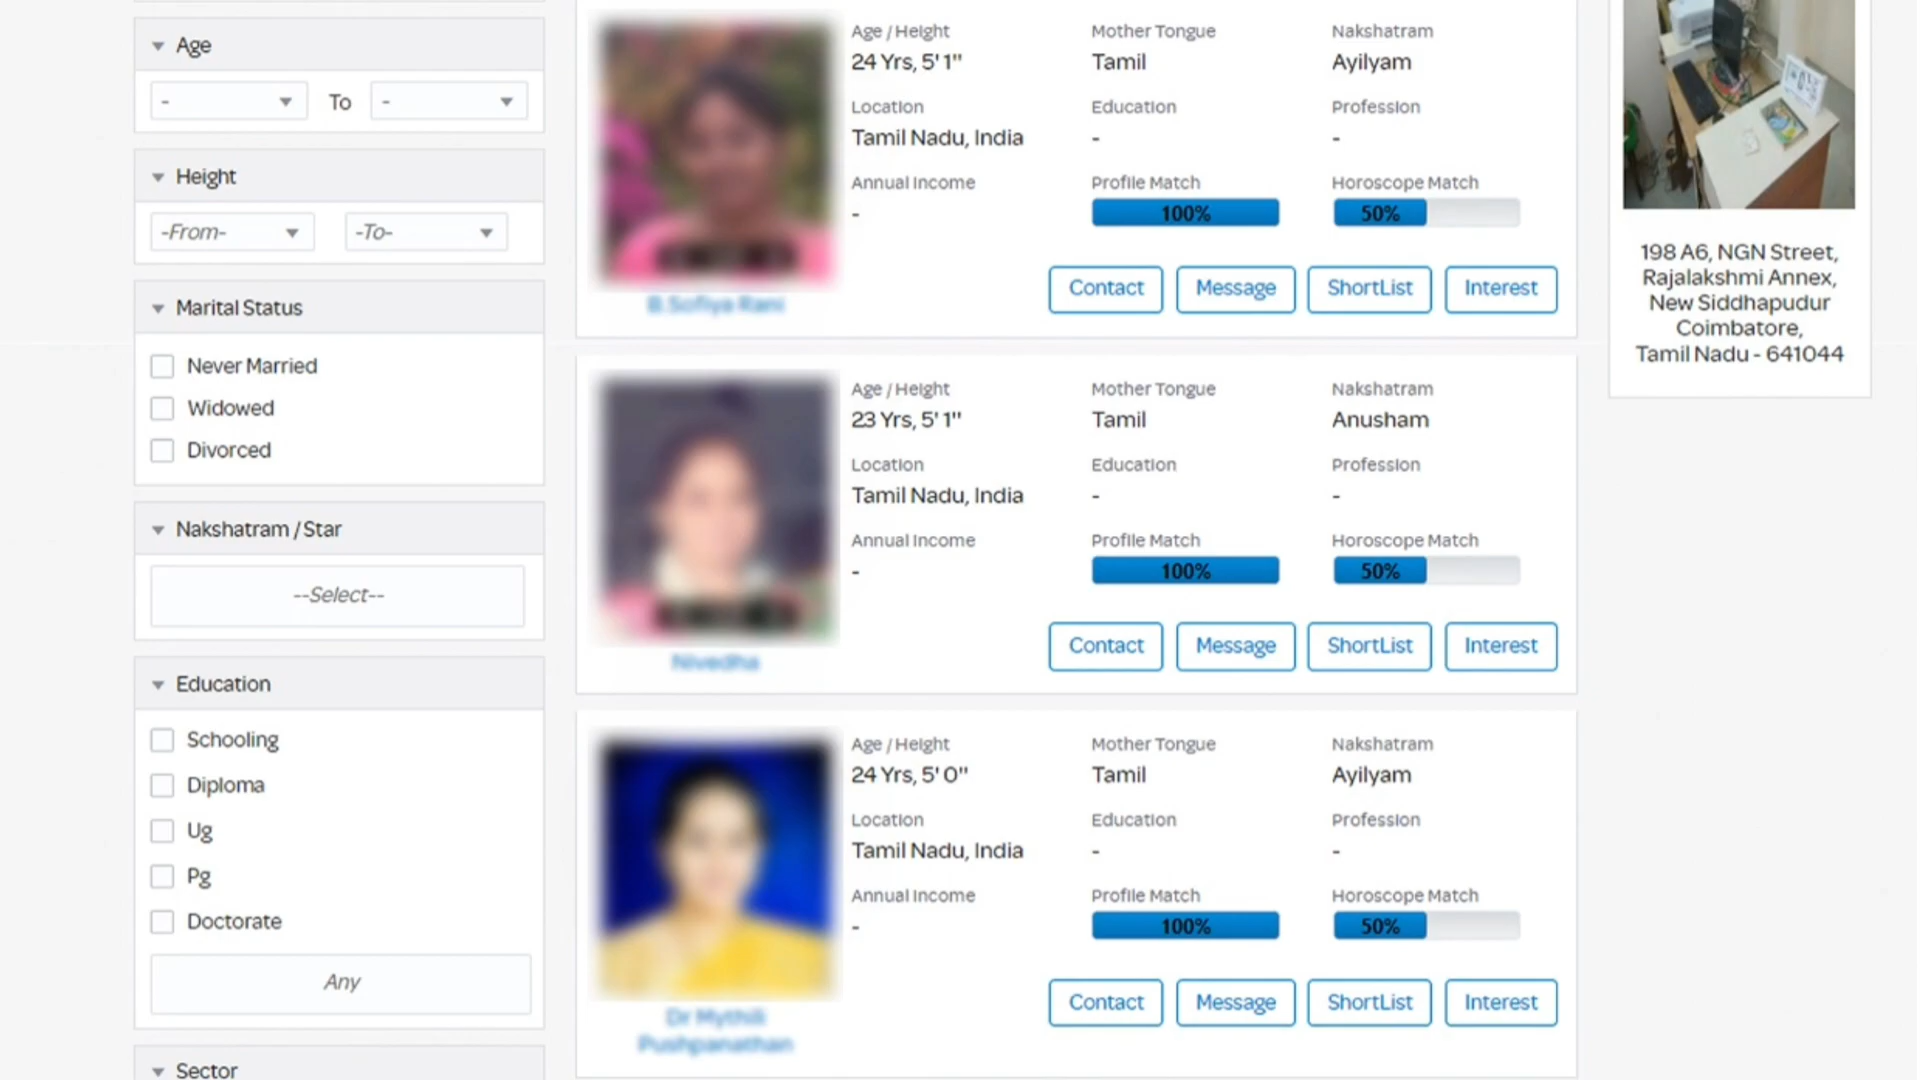 Age
- To -
Height
-From- -To-
Marital Status
Never Married
Widowed
Divorced
Nakshatram / Star
--Select--
Education
Schooling
Diploma
Ug
Pg
Doctorate
Any
Sector
Age / Height Mother Tongue Nakshatram
24 Yrs, 5' 1" Tamil Ayilyam
Location Education Profession
Tamil Nadu, India - -
Annual Income Profile Match Horoscope Match
- 100% 50%
B.Sofiya Rani
Contact Message ShortList Interest
Age / Height Mother Tongue Nakshatram
23 Yrs, 5' 1" Tamil Anusham
Location Education Profession
Tamil Nadu, India - -
Annual Income Profile Match Horoscope Match
- 100% 50%
Nivedha
Contact Message ShortList Interest
Age / Height Mother Tongue Nakshatram
24 Yrs, 5' 0" Tamil Ayilyam
Location Education Profession
Tamil Nadu, India - -
Annual Income Profile Match Horoscope Match
- 100% 50%
Contact Message ShortList Interest
Dr Mythili
Pushpanathan
198 A6, NGN Street,
Rajalakshmi Annex,
New Siddhapudur
Coimbatore,
Tamil Nadu - 641044